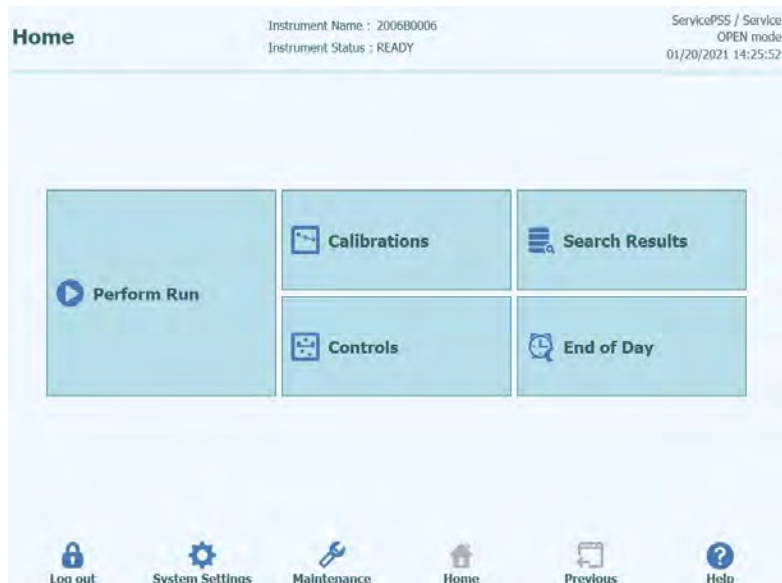 Home
Instrument Name : 2006B0006
Instrument Status : READY
ServicePSS / Service
OPEN mode
01/20/2021 14:25:52
Perform Run
Calibrations
Search Results
Controls
End of Day
Log out
System Settings
Maintenance
Home
Previous
Help